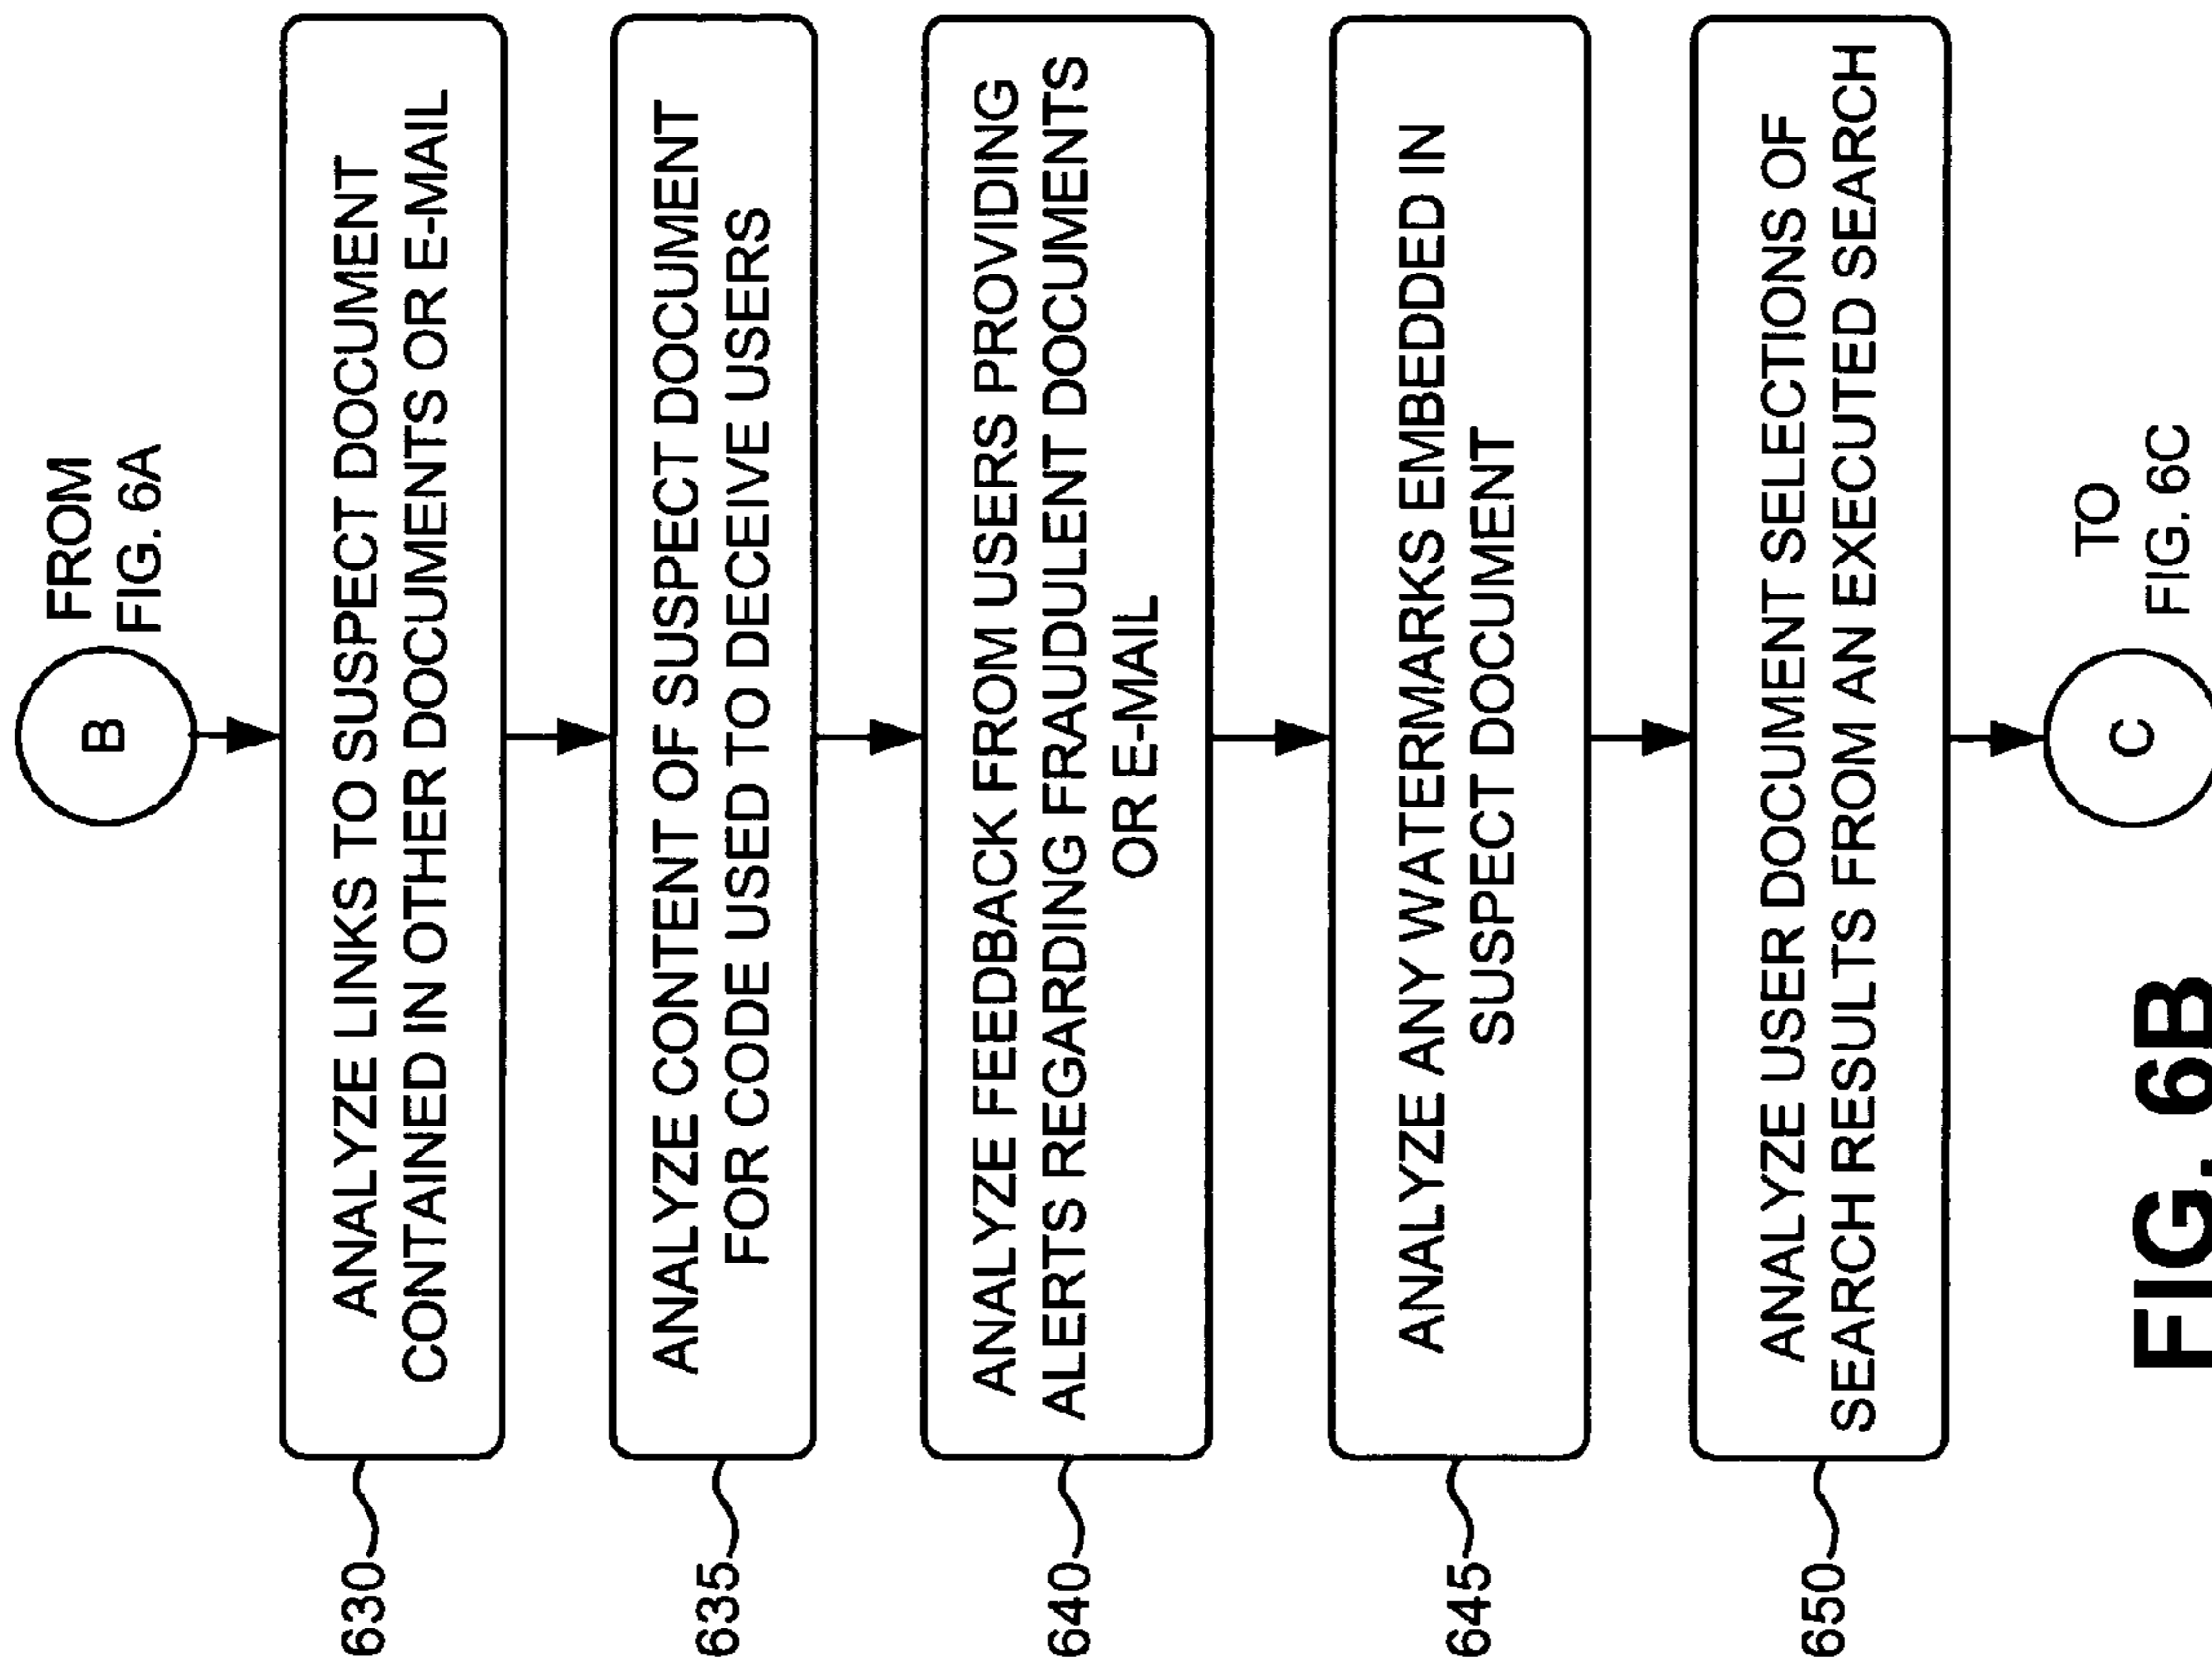 FROM
FIG. 6A
B
630
ANALYZE LINKS TO SUSPECT DOCUMENT
CONTAINED IN OTHER DOCUMENTS OR E-MAIL
635
ANALYZE CONTENT OF SUSPECT DOCUMENT
FOR CODE USED TO DECEIVE USERS
640
ANALYZE FEEDBACK FROM USERS PROVIDING
ALERTS REGARDING FRAUDULENT DOCUMENTS
OR E-MAIL
645
ANALYZE ANY WATERMARKS EMBEDDED IN
SUSPECT DOCUMENT
650
ANALYZE USER DOCUMENT SELECTIONS OF
SEARCH RESULTS FROM AN EXECUTED SEARCH
C
TO
FIG. 6C
FIG. 6B